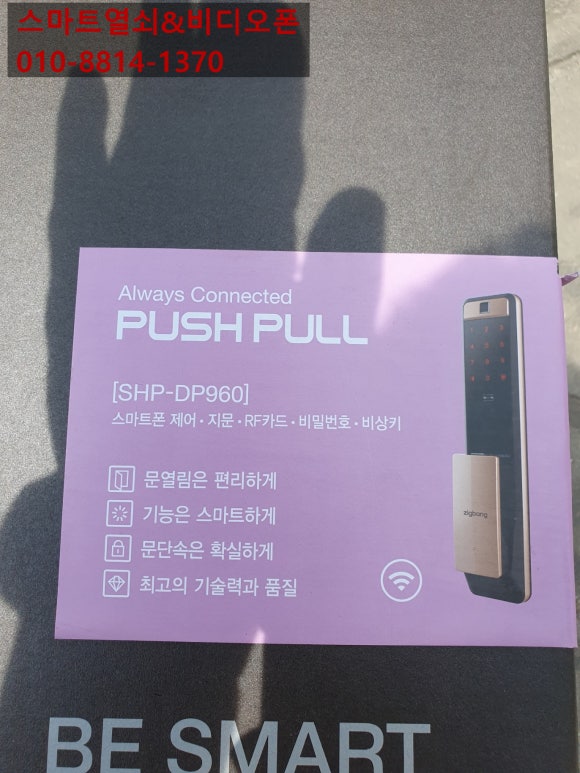 스마트열쇠&비디오폰
010-8814-1370
Always Connected
PUSH PULL
[SHP-DP960]
스마트폰 제어·지문·RF카드·비밀번호·비상키
문열림은 편리하게
기능은 스마트하게
문단속은 확실하게
최고의 기술력과 품질
zigbang
BE SMART